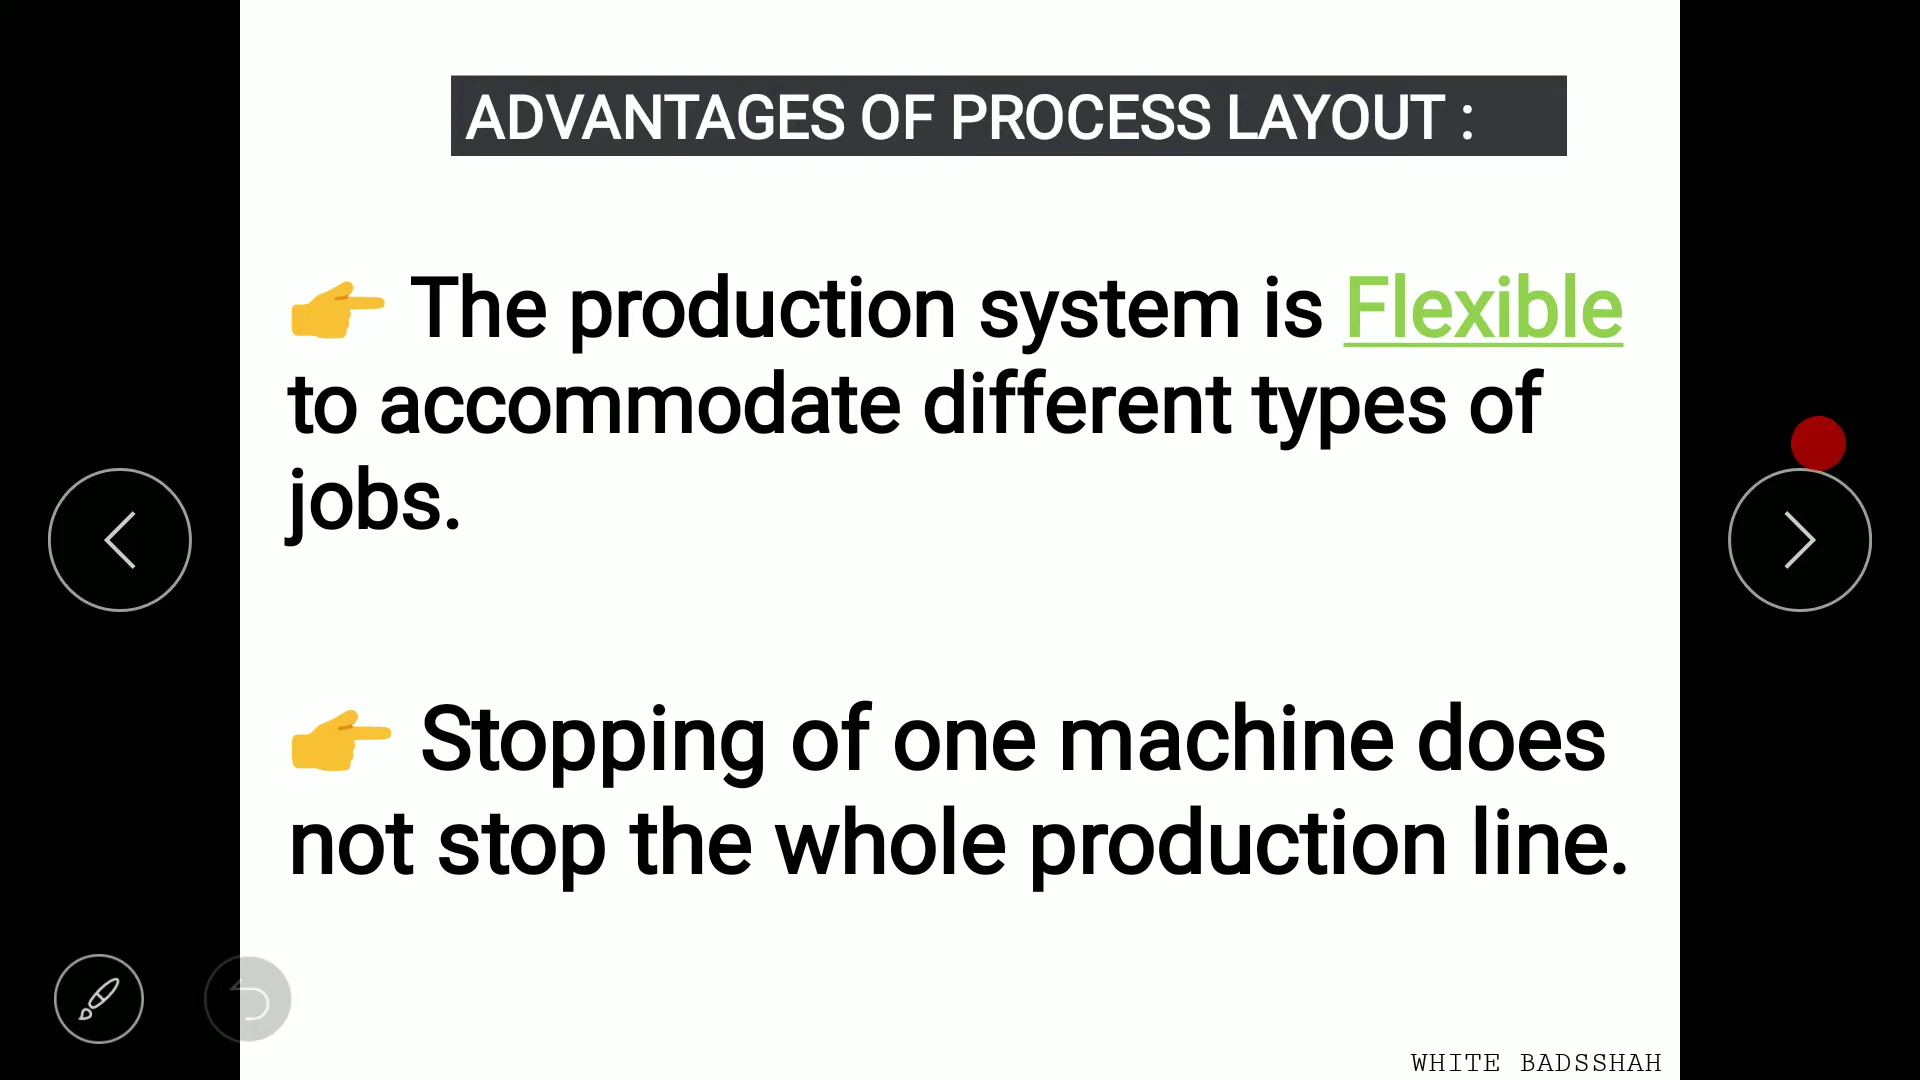 ADVANTAGES OF PROCESS LAYOUT :
👉 The production system is Flexible
to accommodate different types of
jobs.
👉 Stopping of one machine does
not stop the whole production line.
WHITE BADSSHAH